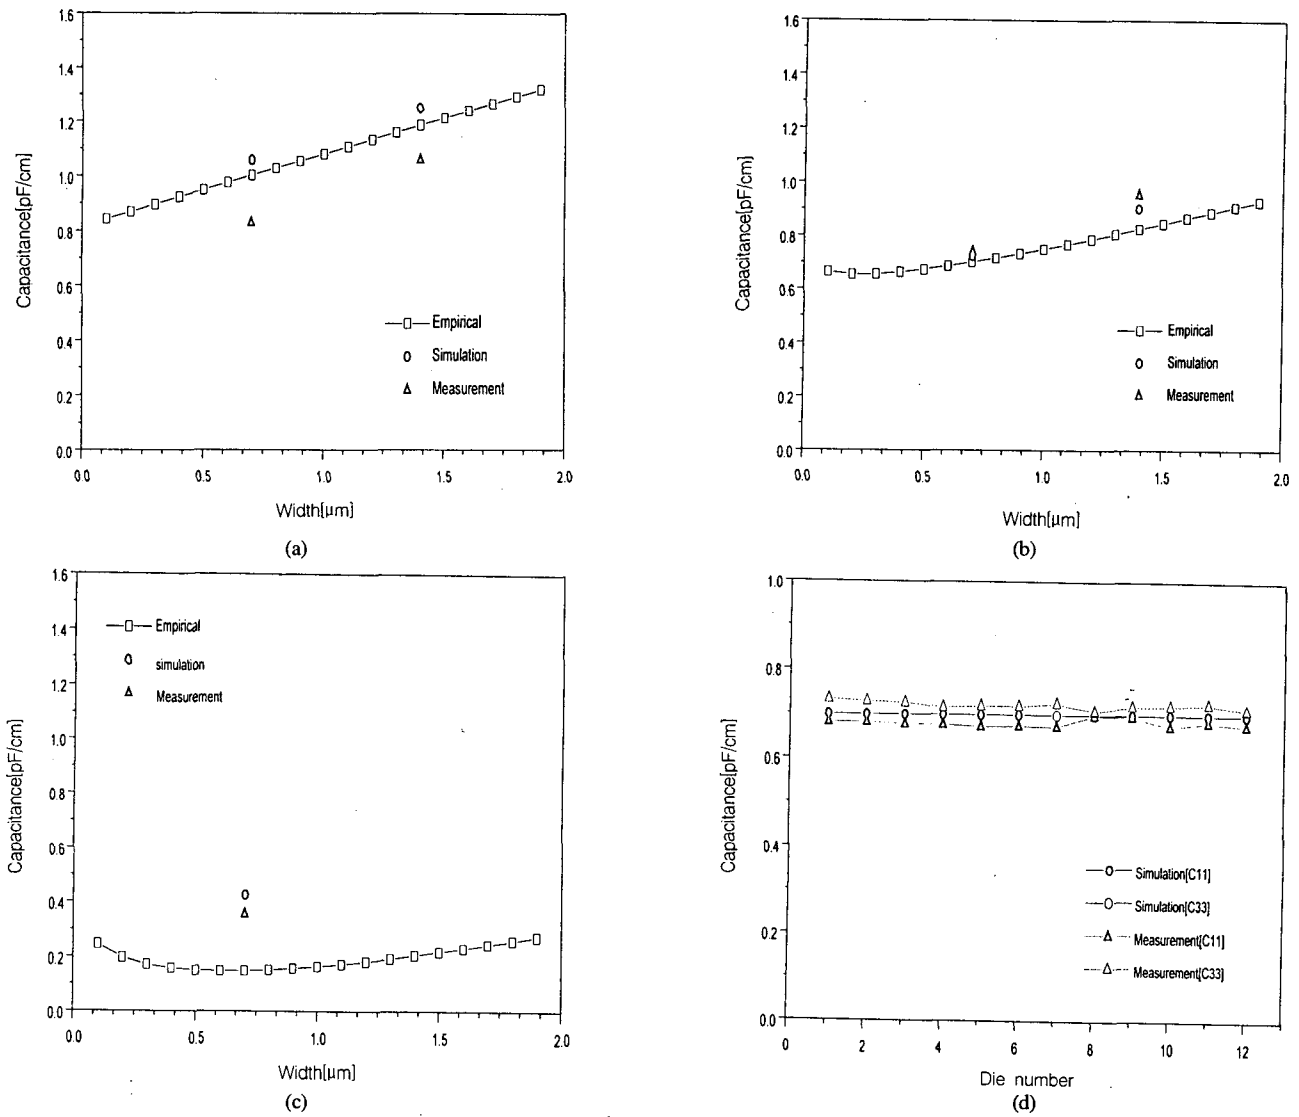 1.6
1.4
1.2
1.0
0.8
0.6
0.4
0.2
0.0
Capacitance[pF/cm]
Empirical
Simulation
Measurement
0.0 0.5 1.0 1.5 2.0
Width[μm]
(a)
1.6
1.4
1.2
1.0
0.8
0.6
0.4
0.2
0.0
Capacitance[pF/cm]
Empirical
Simulation
Measurement
0.0 0.5 1.0 1.5 2.0
Width[μm]
(b)
1.6
1.4
1.2
1.0
0.8
0.6
0.4
0.2
0.0
Capacitance[pF/cm]
Empirical
simulation
Measurement
0.0 0.5 1.0 1.5 2.0
Width[μm]
(c)
1.0
0.8
0.6
0.4
0.2
0.0
Capacitance[pF/cm]
Simulation[C11]
Simulation[C33]
Measurement[C11]
Measurement[C33]
0 2 4 6 8 10 12
Die number
(d)